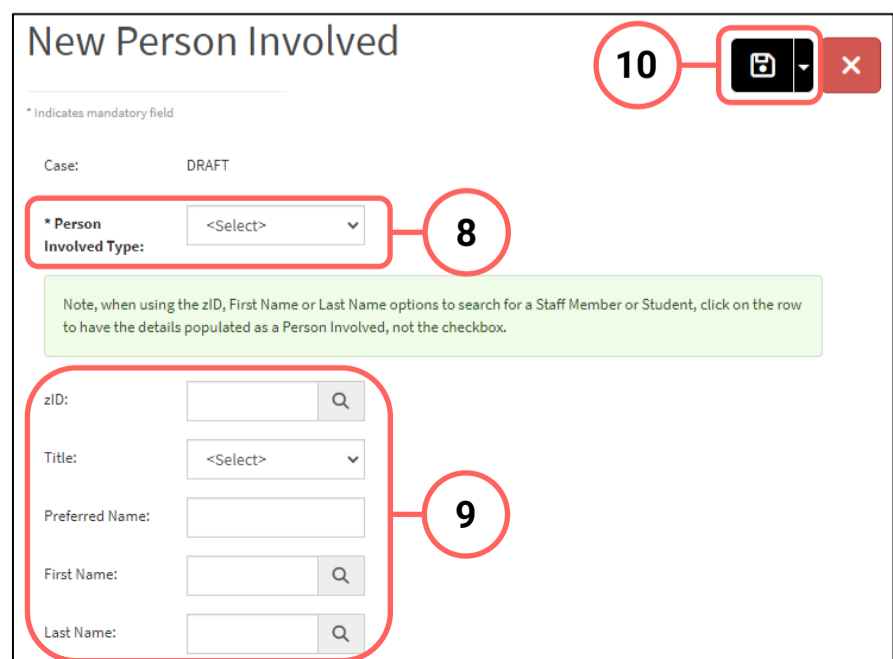 New Person Involved
10
* Indicates mandatory field
Case: DRAFT
* Person
Involved Type:
<Select>
8
Note, when using the zID, First Name or Last Name options to search for a Staff Member or Student, click on the row
to have the details populated as a Person Involved, not the checkbox.
zID:
Title: <Select>
Preferred Name:
9
First Name:
Last Name: